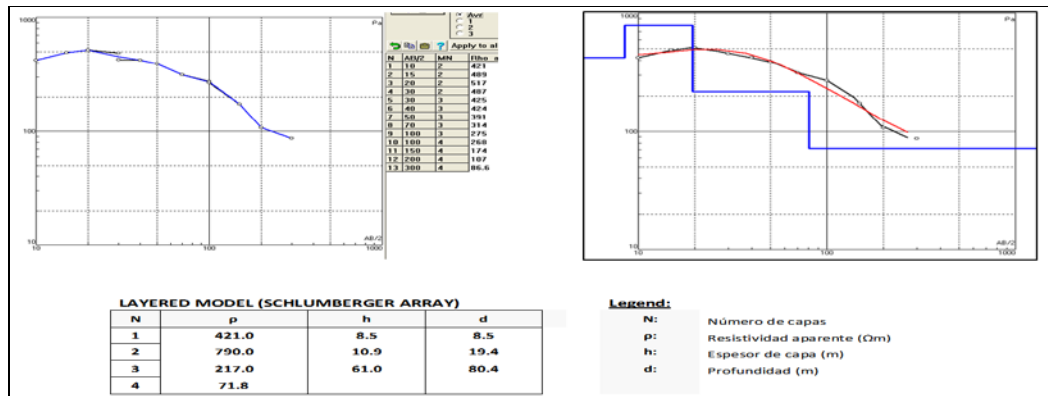 1000
Pa
100
10
AB/2
10
100
1000
Avr
1
2
3
? Apply to al
N AB/2 MN Rho_a
1 10 2 421
2 15 2 489
3 20 2 517
4 30 2 487
5 30 3 425
6 40 3 424
7 50 3 391
8 70 3 314
9 100 3 275
10 100 4 268
11 150 4 174
12 200 4 107
13 300 4 86.6
1000
Pa
100
10
AB/2
10
100
1000
LAYERED MODEL (SCHLUMBERGER ARRAY)
N ρ h d
1 421.0 8.5 8.5
2 790.0 10.9 19.4
3 217.0 61.0 80.4
4 71.8
Legend:
N: Número de capas
ρ: Resistividad aparente (Ωm)
h: Espesor de capa (m)
d: Profundidad (m)